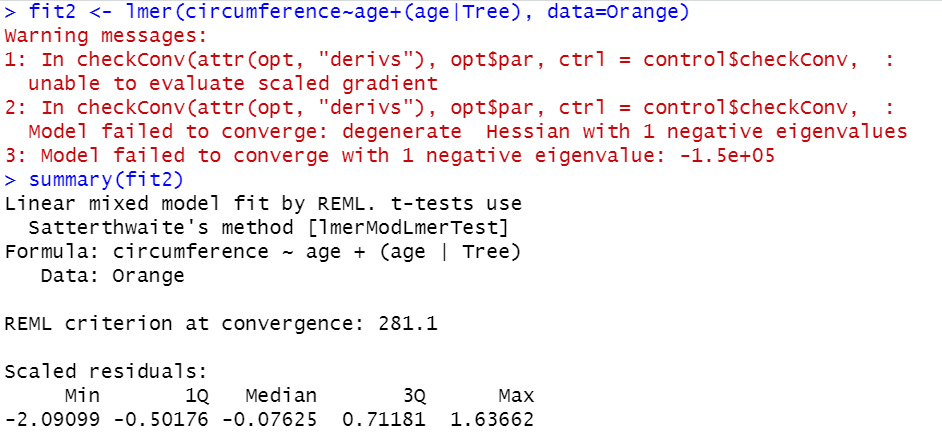 > fit2 <- lmer(circumference~age+(age|Tree), data=Orange)
Warning messages:
1: In checkConv(attr(opt, "derivs"), opt$par, ctrl = control$checkConv,  :
  unable to evaluate scaled gradient
2: In checkConv(attr(opt, "derivs"), opt$par, ctrl = control$checkConv,  :
  Model failed to converge: degenerate  Hessian with 1 negative eigenvalues
3: Model failed to converge with 1 negative eigenvalue: -1.5e+05
> summary(fit2)
Linear mixed model fit by REML. t-tests use
  Satterthwaite's method [lmerModLmerTest]
Formula: circumference ~ age + (age | Tree)
   Data: Orange
REML criterion at convergence: 281.1
Scaled residuals:
     Min       1Q   Median       3Q      Max
-2.09099 -0.50176 -0.07625  0.71181  1.63662